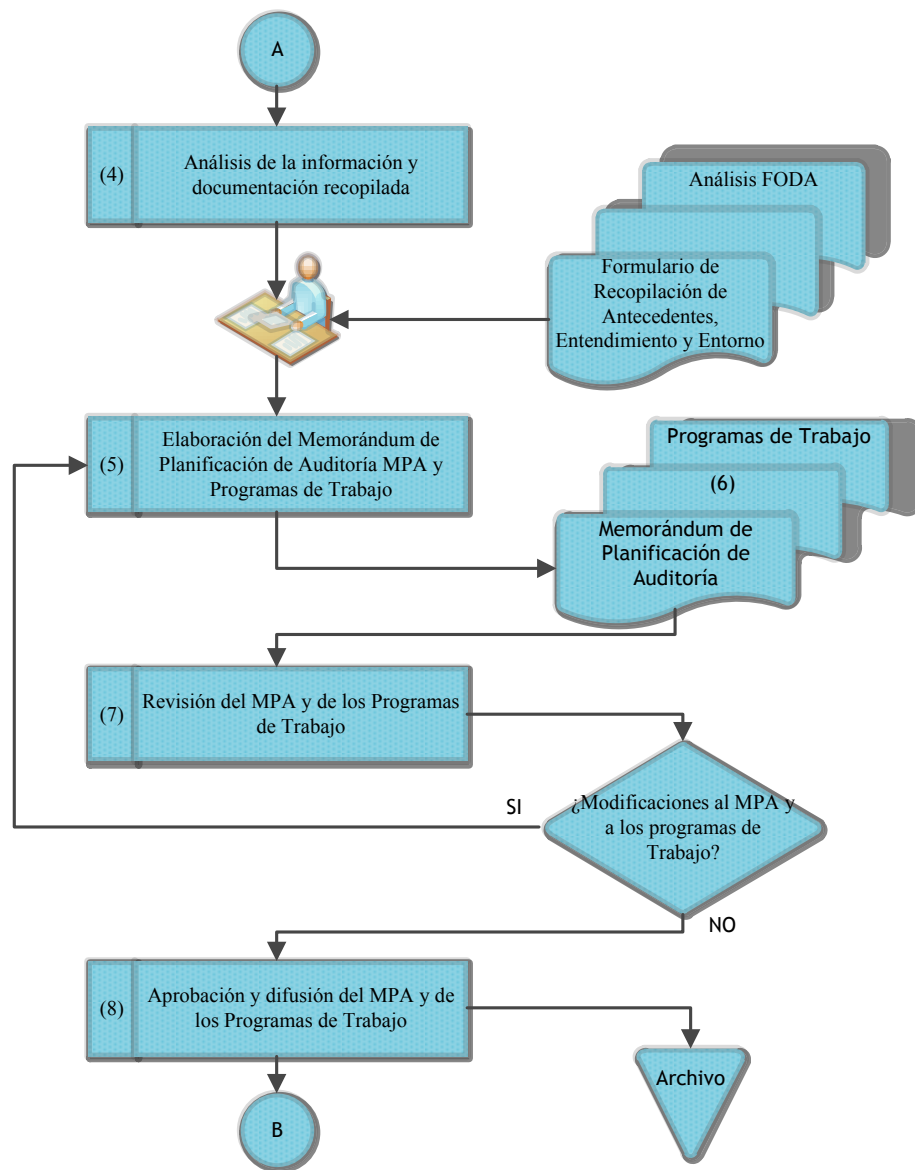 A
(4)
Análisis de la información y
documentación recopilada
Análisis FODA
Formulario de
Recopilación de
Antecedentes,
Entendimiento y Entorno
(5)
Elaboración del Memorándum de
Planificación de Auditoría MPA y
Programas de Trabajo
Programas de Trabajo
(6)
Memorándum de
Planificación de
Auditoría
(7)
Revisión del MPA y de los Programas
de Trabajo
SI
¿Modificaciones al MPA y
a los programas de
Trabajo?
NO
(8)
Aprobación y difusión del MPA y de
los Programas de Trabajo
Archivo
B